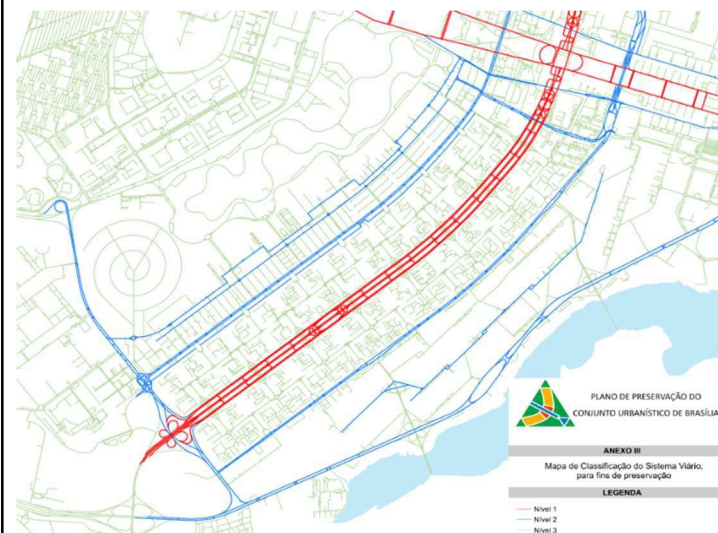 PLANO DE PRESERVAÇÃO DO
CONJUNTO URBANÍSTICO DE BRASÍLIA
ANEXO III
Mapa de Classificação do Sistema Viário,
para fins de preservação
LEGENDA
Nível 1
Nível 2
Nível 3